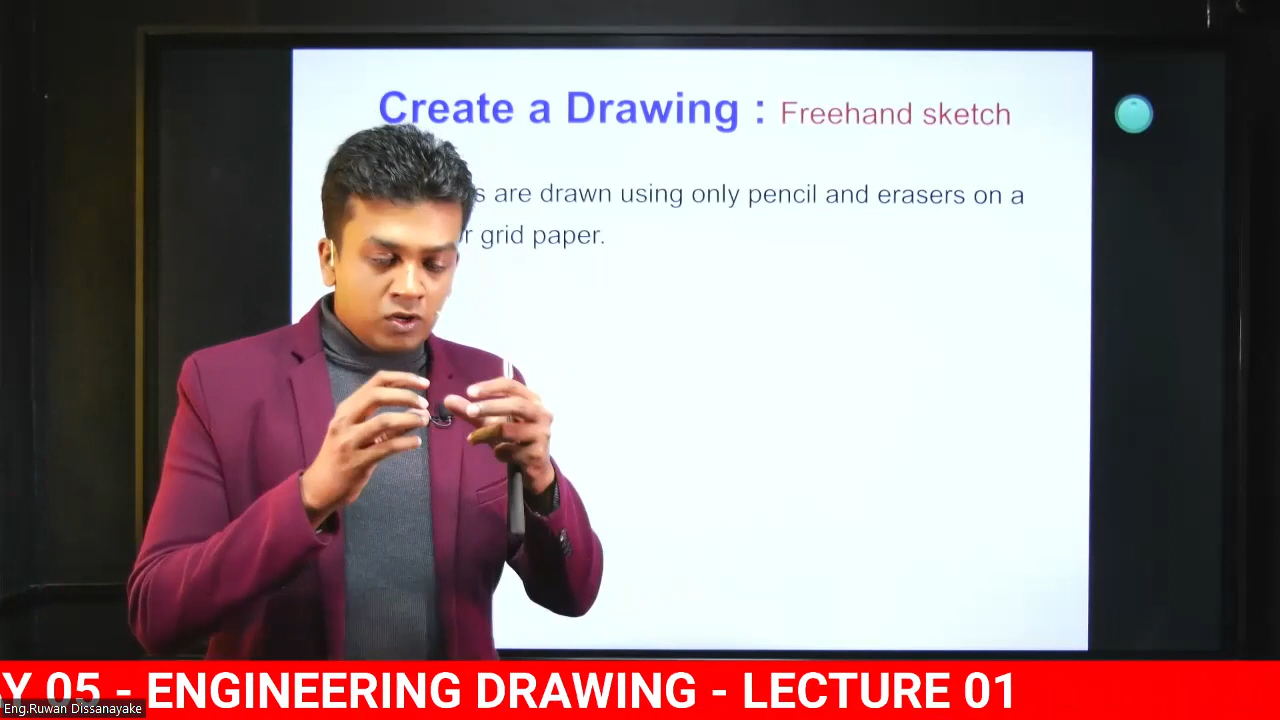 Create a Drawing : Freehand sketch
are drawn using only pencil and erasers on a
grid paper.
05 - ENGINEERING DRAWING - LECTURE 01
Eng.Ruwan Dissanayake